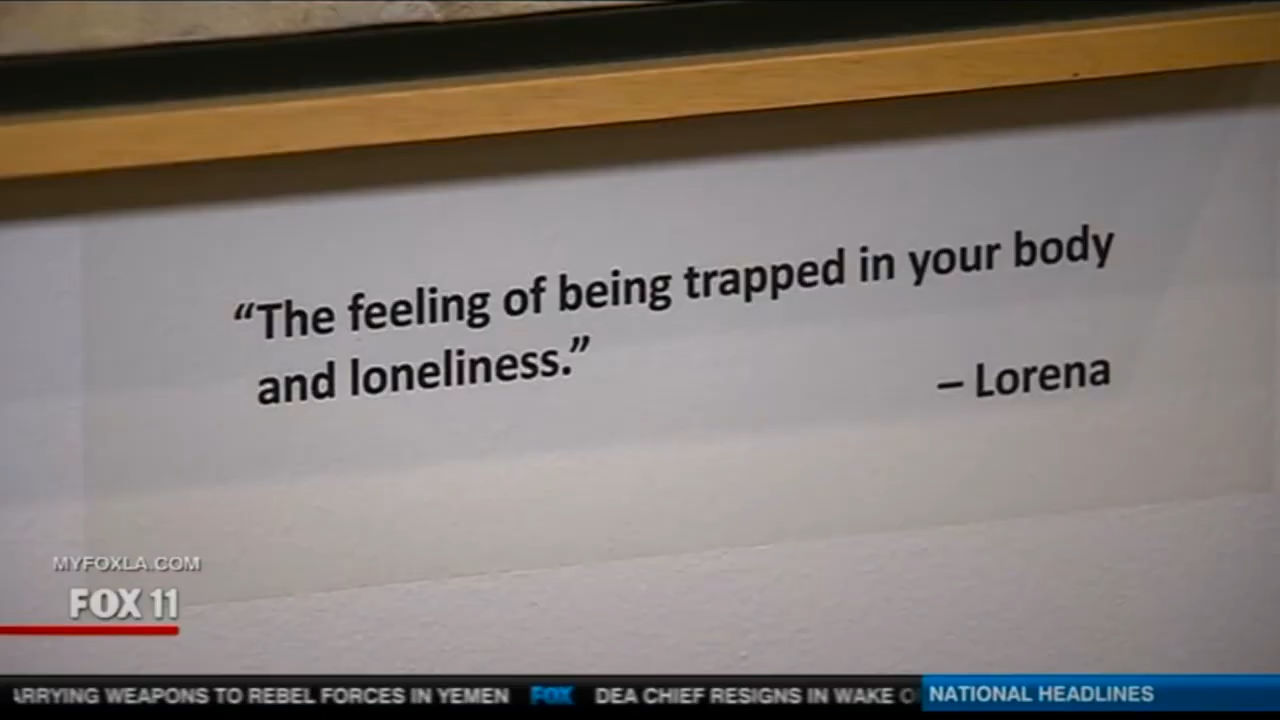 “The feeling of being trapped in your body
and loneliness.”
– Lorena
MYFOXLA.COM
FOX 11
WEAPONS TO REBEL FORCES IN YEMEN FOX DEA CHIEF RESIGNS IN WAKE
NATIONAL HEADLINES